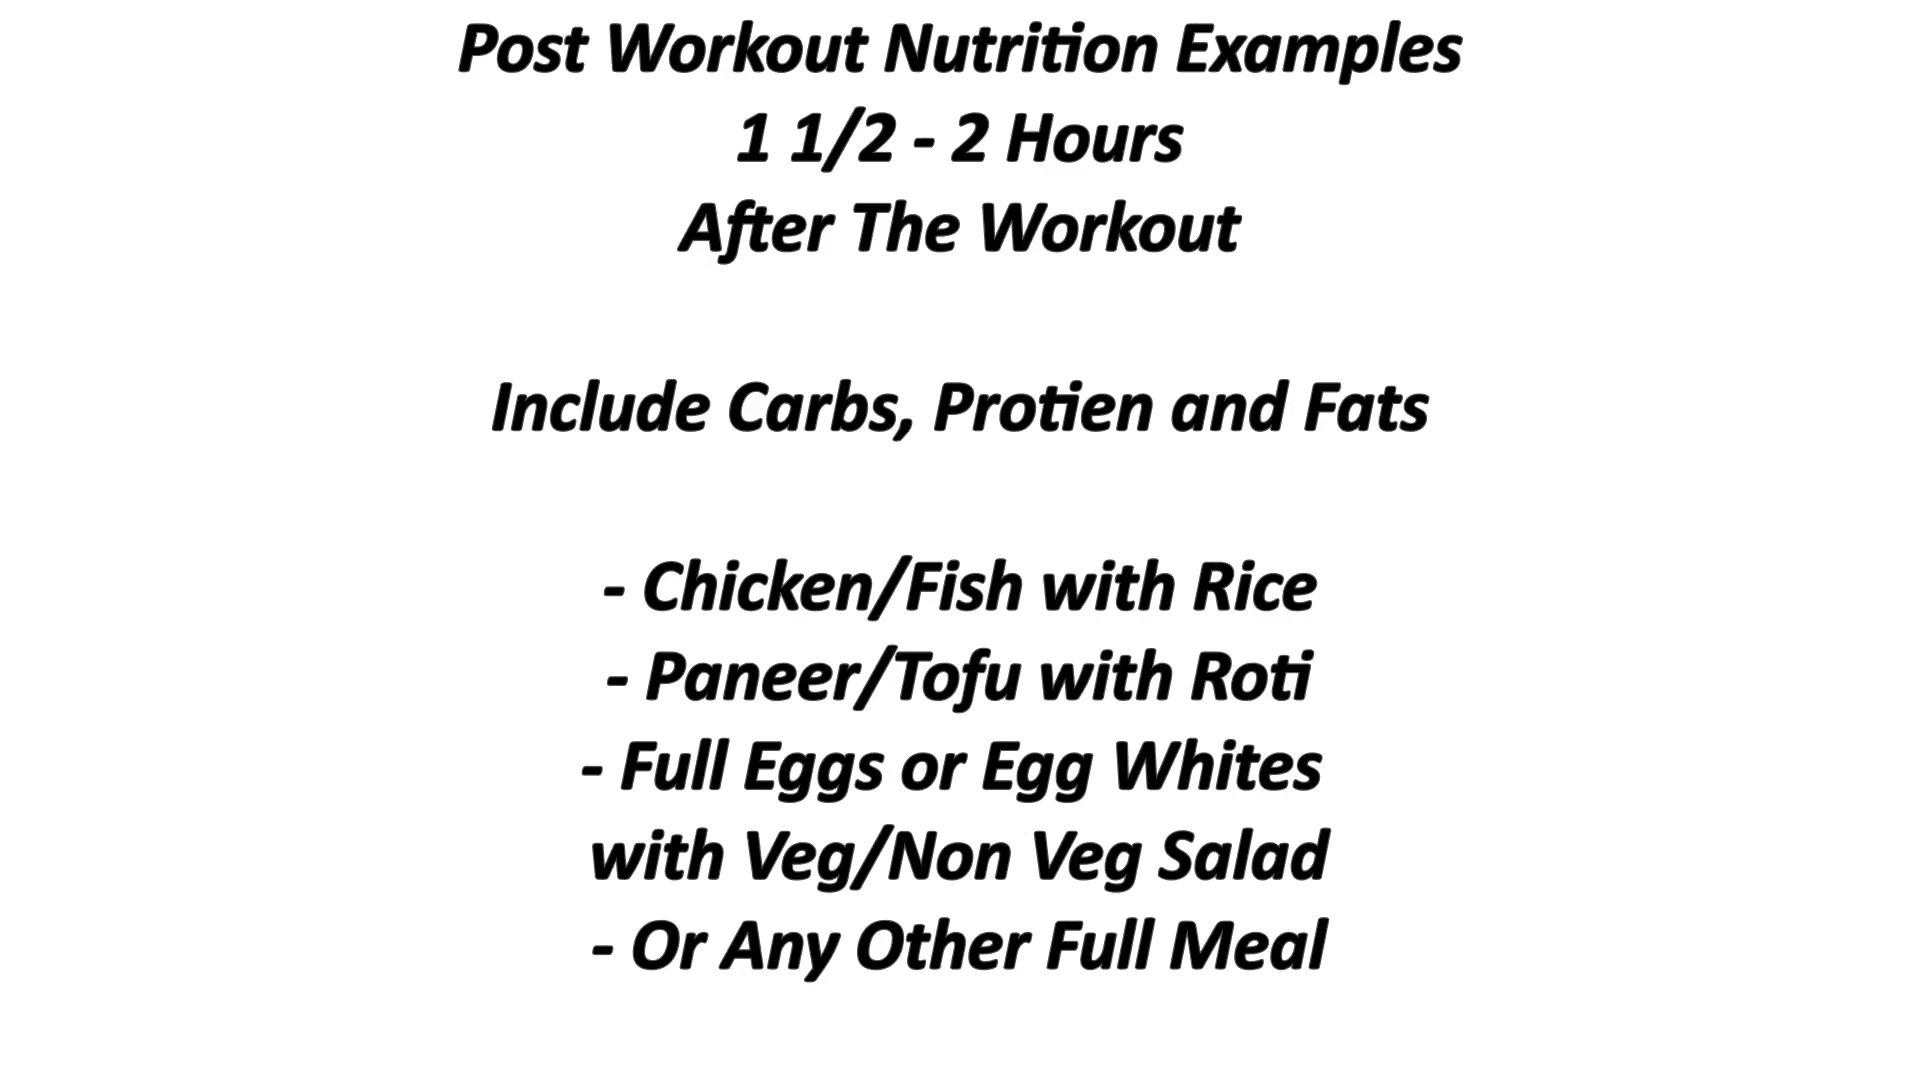 Post Workout Nutrition Examples
1 1/2 - 2 Hours
After The Workout
Include Carbs, Protien and Fats
- Chicken/Fish with Rice
- Paneer/Tofu with Roti
- Full Eggs or Egg Whites
with Veg/Non Veg Salad
- Or Any Other Full Meal